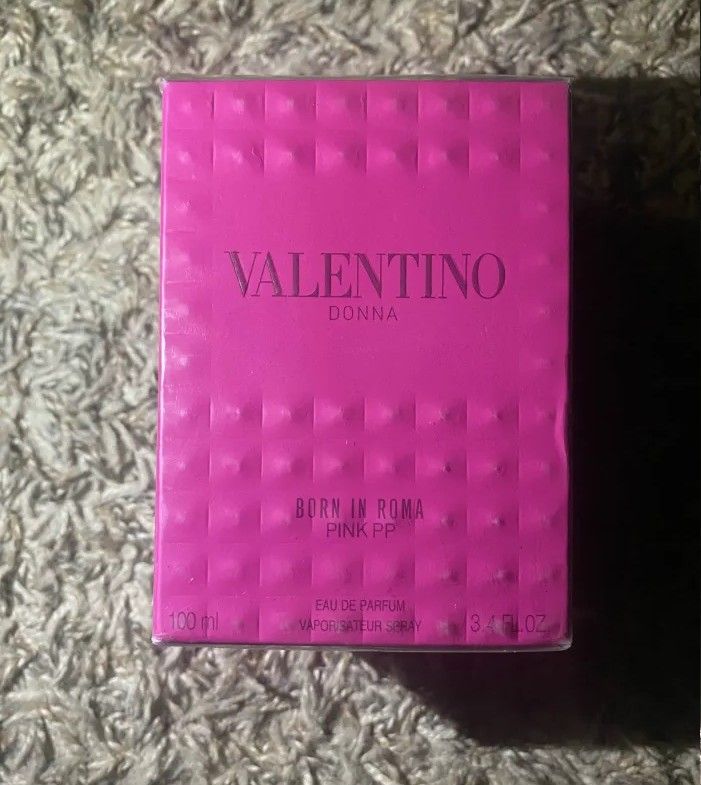 VALENTINO
DONNA
BORN IN ROMA
PINK PP
EAU DE PARFUM
100 ml VAPORISATEUR SPRAY 3.4 FL.OZ.